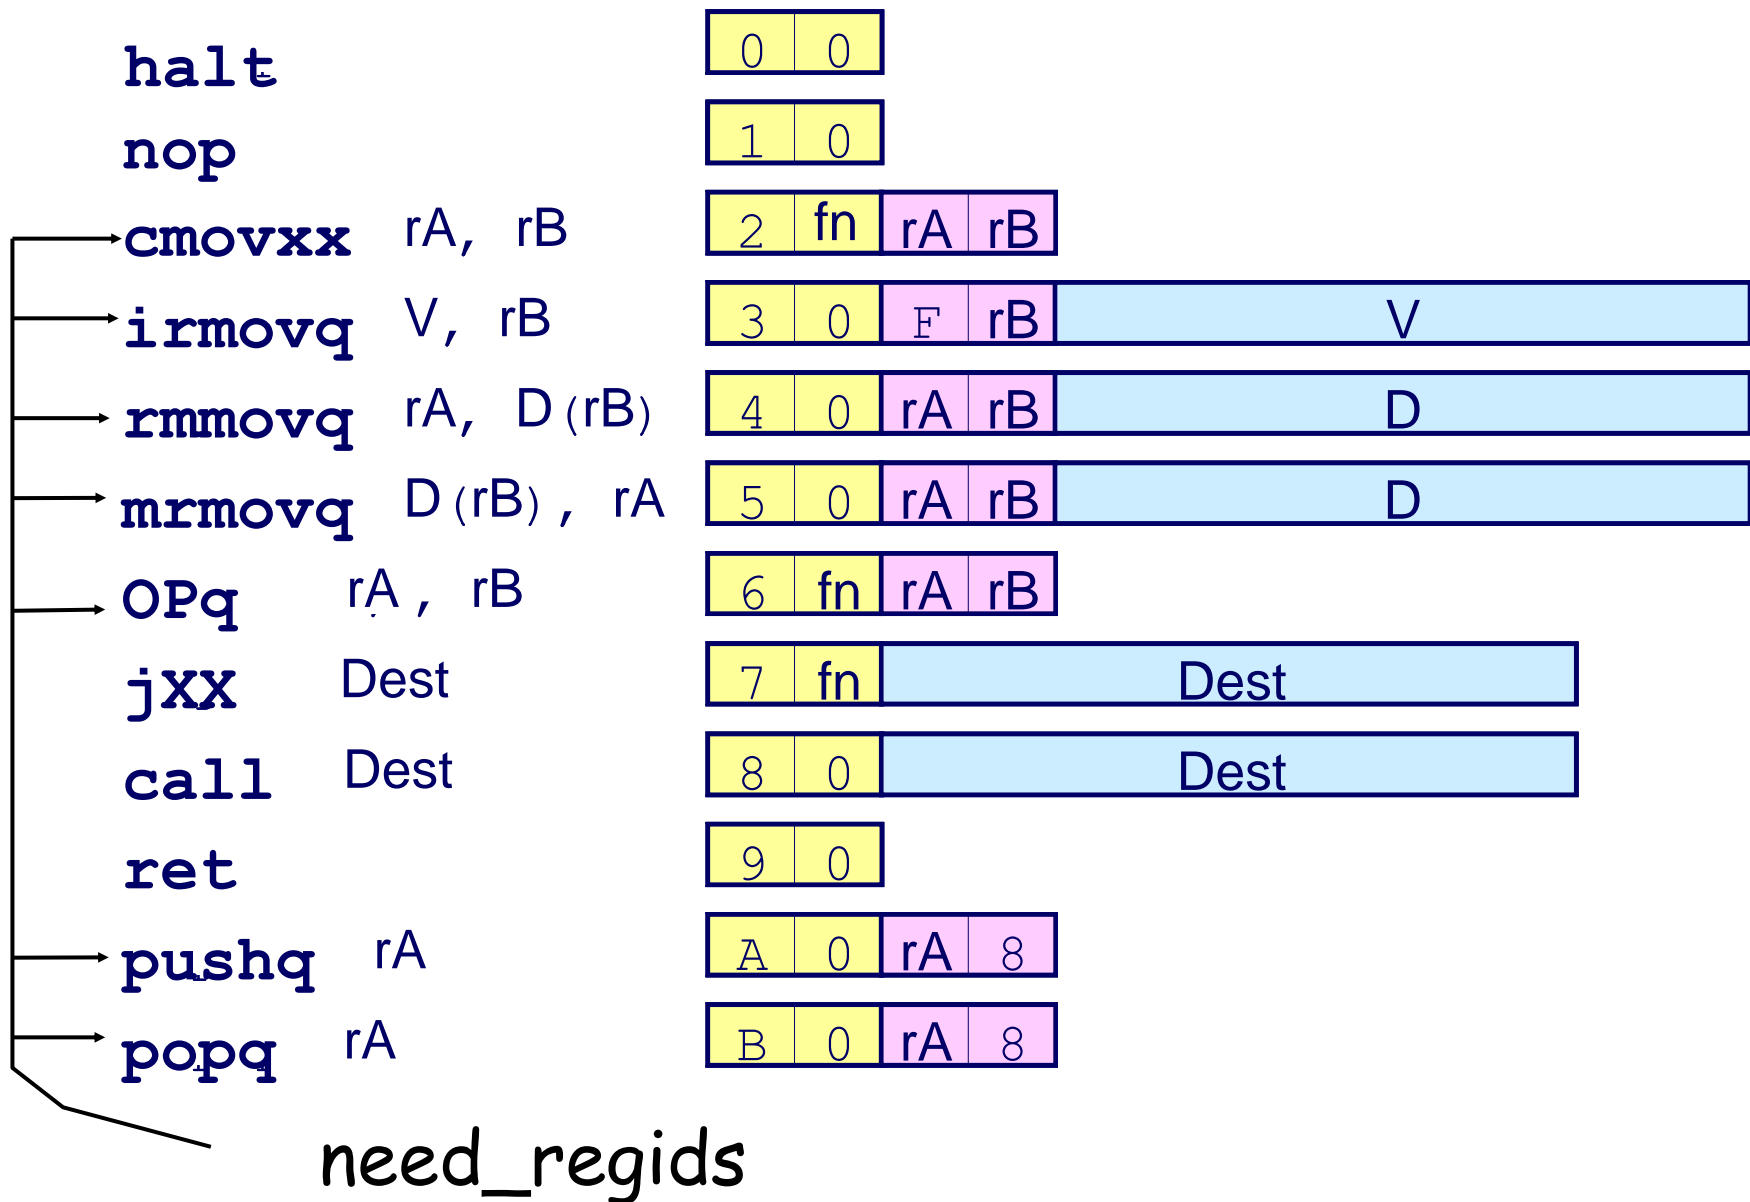 halt 0 0
nop 1 0
cmovxx rA, rB 2 fn rA rB
irmovq V, rB 3 0 F rB V
rmmovq rA, D(rB) 4 0 rA rB D
mrmovq D(rB), rA 5 0 rA rB D
OPq rA, rB 6 fn rA rB
jXX Dest 7 fn Dest
call Dest 8 0 Dest
ret 9 0
pushq rA A 0 rA 8
popq rA B 0 rA 8
need_regids